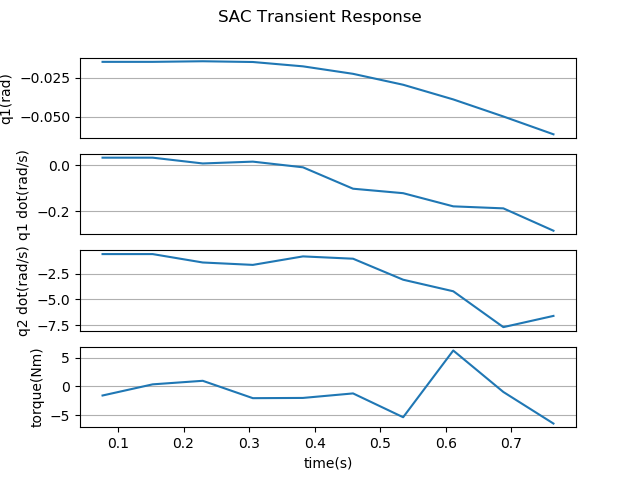 SAC Transient Response
q1(rad)
−0.025
−0.050
q1 dot(rad/s)
0.0
−0.2
q2 dot(rad/s)
−2.5
−5.0
−7.5
torque(Nm)
5
0
−5
0.1 0.2 0.3 0.4 0.5 0.6 0.7
time(s)